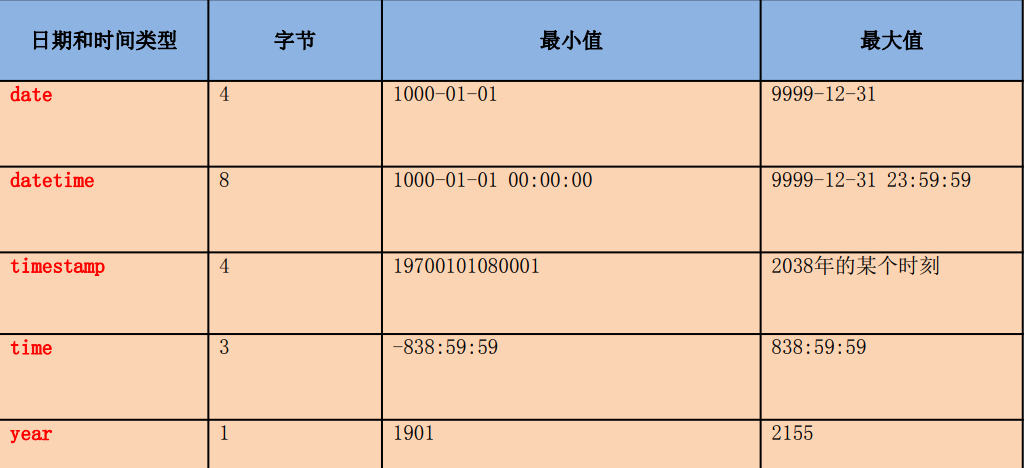 日期和时间类型 字节 最小值 最大值
date 4 1000-01-01 9999-12-31
datetime 8 1000-01-01 00:00:00 9999-12-31 23:59:59
timestamp 4 19700101080001 2038年的某个时刻
time 3 -838:59:59 838:59:59
year 1 1901 2155